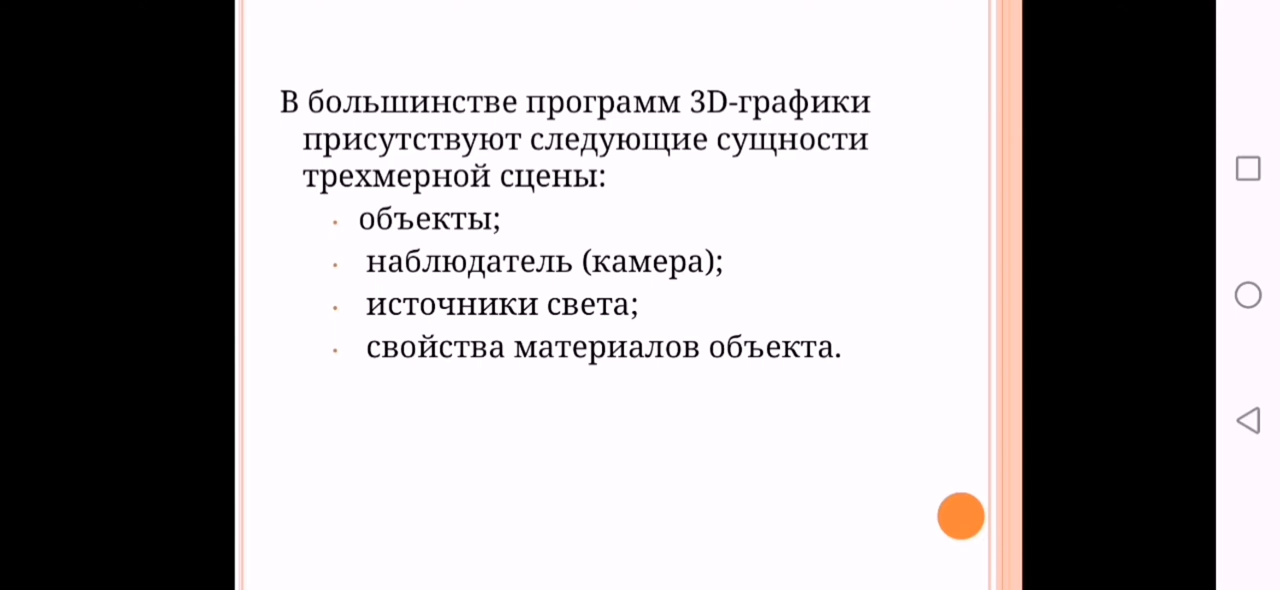 В большинстве программ 3D-графики
присутствуют следующие сущности
трехмерной сцены:
· объекты;
· наблюдатель (камера);
· источники света;
· свойства материалов объекта.